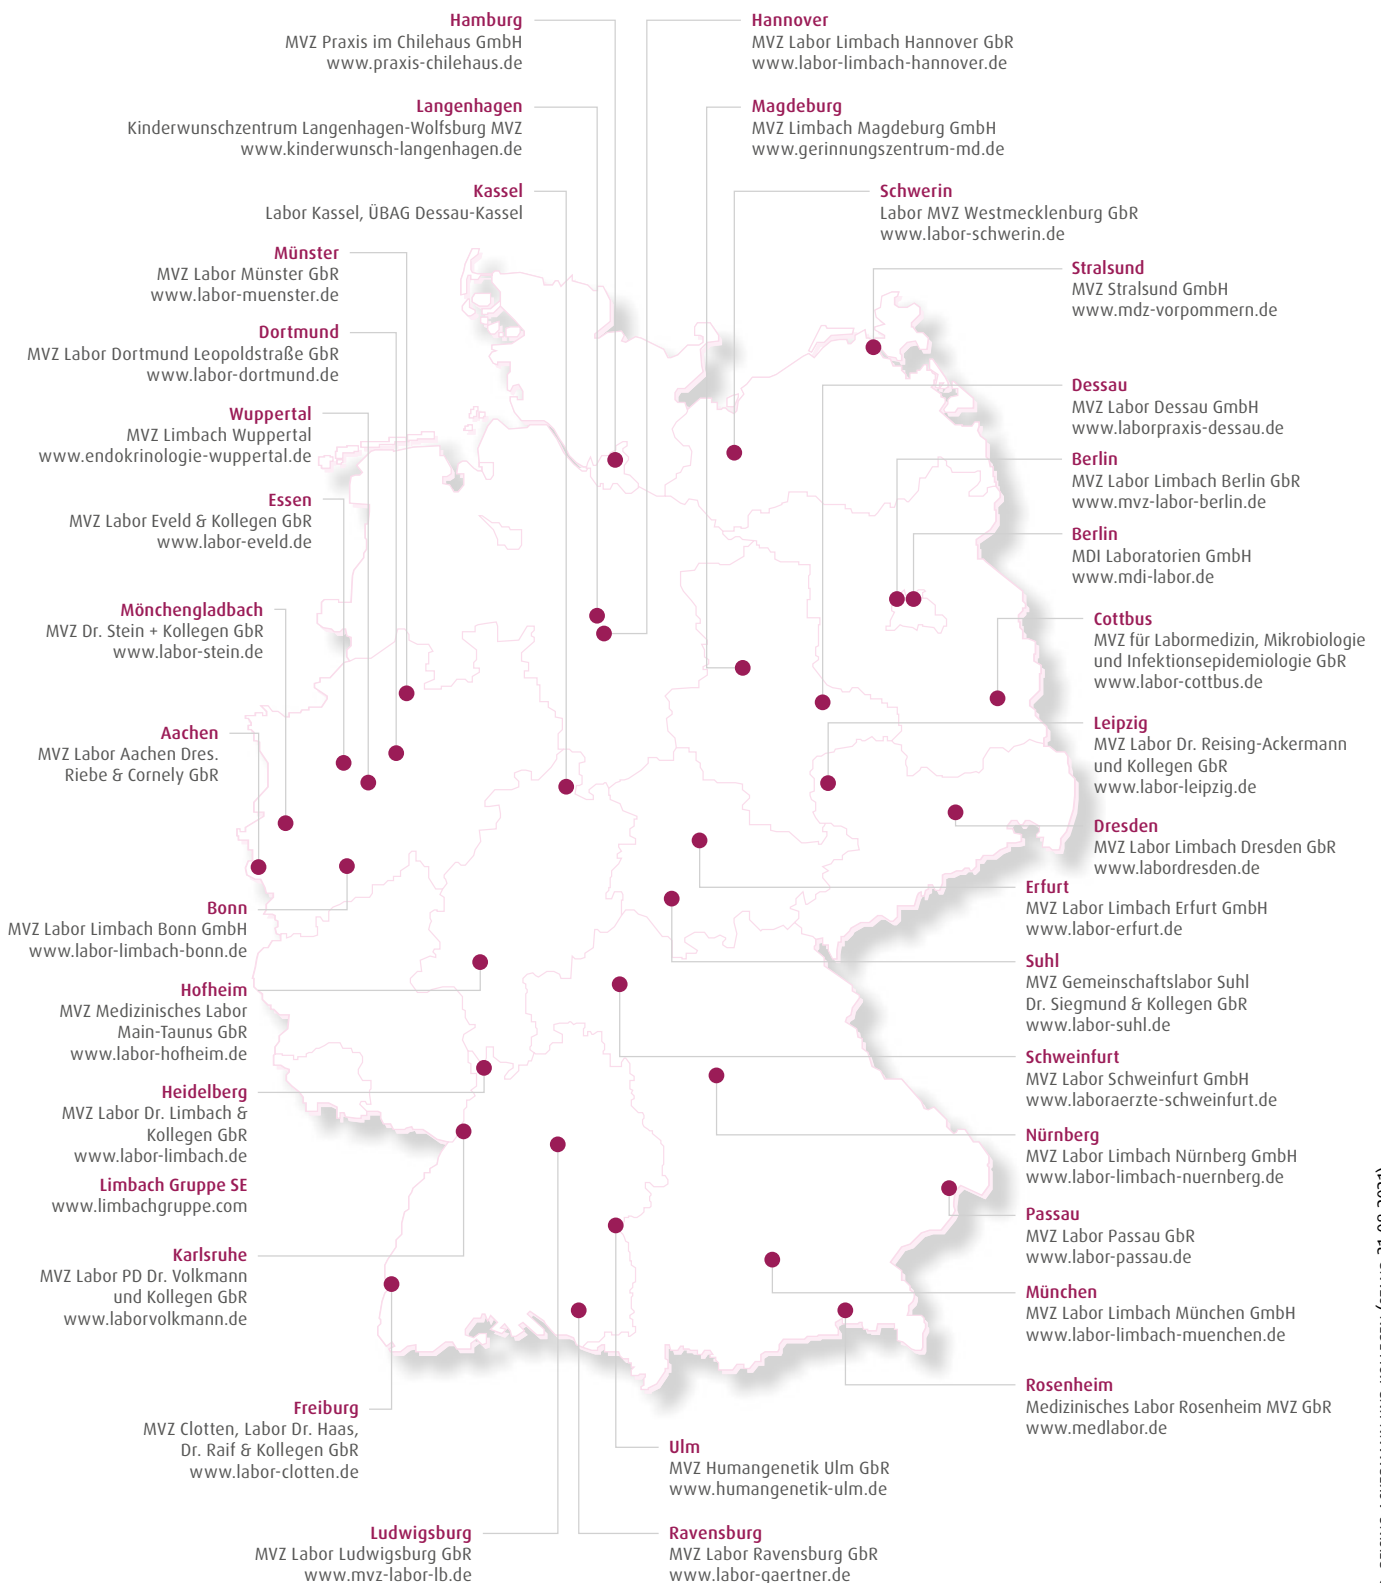 Hamburg
MVZ Praxis im Chilehaus GmbH
www.praxis-chilehaus.de
Hannover
MVZ Labor Limbach Hannover GbR
www.labor-limbach-hannover.de
Langenhagen
Kinderwunschzentrum Langenhagen-Wolfsburg MVZ
www.kinderwunsch-langenhagen.de
Magdeburg
MVZ Limbach Magdeburg GmbH
www.gerinnungszentrum-md.de
Kassel
Labor Kassel, ÜBAG Dessau-Kassel
Schwerin
Labor MVZ Westmecklenburg GbR
www.labor-schwerin.de
Münster
MVZ Labor Münster GbR
www.labor-muenster.de
Stralsund
MVZ Stralsund GmbH
www.mdz-vorpommern.de
Dortmund
MVZ Labor Dortmund Leopoldstraße GbR
www.labor-dortmund.de
Dessau
MVZ Labor Dessau GmbH
www.laborpraxis-dessau.de
Wuppertal
MVZ Limbach Wuppertal
www.endokrinologie-wuppertal.de
Berlin
MVZ Labor Limbach Berlin GbR
www.mvz-labor-berlin.de
Essen
MVZ Labor Eveld & Kollegen GbR
www.labor-eveld.de
Berlin
MDI Laboratorien GmbH
www.mdi-labor.de
Mönchengladbach
MVZ Dr. Stein + Kollegen GbR
www.labor-stein.de
Cottbus
MVZ für Labormedizin, Mikrobiologie
und Infektionsepidemiologie GbR
www.labor-cottbus.de
Aachen
MVZ Labor Aachen Dres.
Riebe & Cornely GbR
Leipzig
MVZ Labor Dr. Reising-Ackermann
und Kollegen GbR
www.labor-leipzig.de
Dresden
MVZ Labor Limbach Dresden GbR
www.labordresden.de
Bonn
MVZ Labor Limbach Bonn GmbH
www.labor-limbach-bonn.de
Erfurt
MVZ Labor Limbach Erfurt GmbH
www.labor-erfurt.de
Hofheim
MVZ Medizinisches Labor
Main-Taunus GbR
www.labor-hofheim.de
Suhl
MVZ Gemeinschaftslabor Suhl
Dr. Siegmund & Kollegen GbR
www.labor-suhl.de
Heidelberg
MVZ Labor Dr. Limbach &
Kollegen GbR
www.labor-limbach.de
Schweinfurt
MVZ Labor Schweinfurt GmbH
www.laboraerzte-schweinfurt.de
Limbach Gruppe SE
www.limbachgruppe.com
Nürnberg
MVZ Labor Limbach Nürnberg GmbH
www.labor-limbach-nuernberg.de
Karlsruhe
MVZ Labor PD Dr. Volkmann
und Kollegen GbR
www.laborvolkmann.de
Passau
MVZ Labor Passau GbR
www.labor-passau.de
München
MVZ Labor Limbach München GmbH
www.labor-limbach-muenchen.de
Freiburg
MVZ Clotten, Labor Dr. Haas,
Dr. Raif & Kollegen GbR
www.labor-clotten.de
Rosenheim
Medizinisches Labor Rosenheim MVZ GbR
www.medlabor.de
Ulm
MVZ Humangenetik Ulm GbR
www.humangenetik-ulm.de
Ludwigsburg
MVZ Labor Ludwigsburg GbR
www.mvz-labor-lb.de
Ravensburg
MVZ Labor Ravensburg GbR
www.labor-gaertner.de